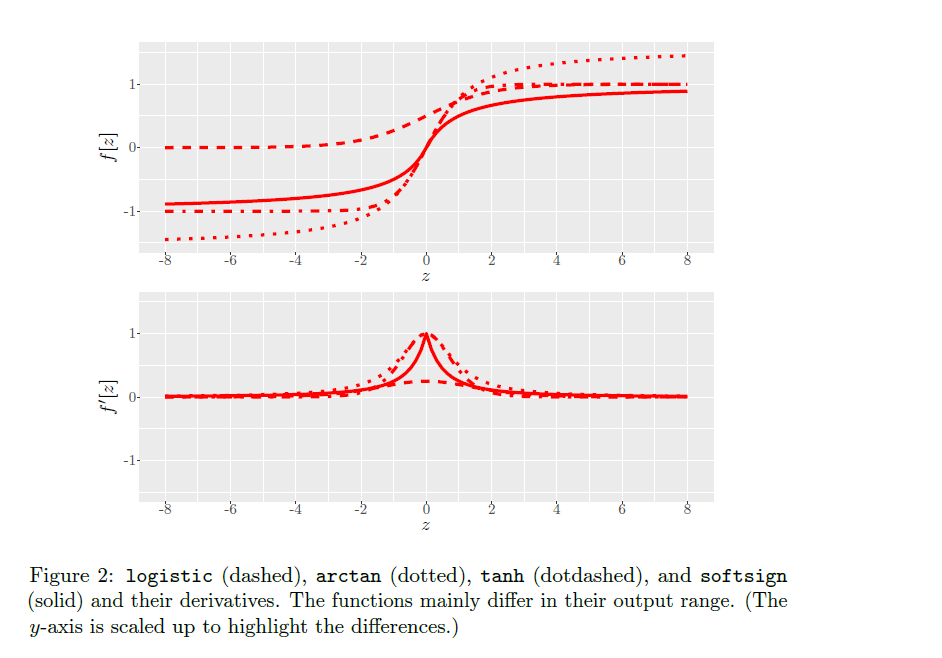 1
0
-1
f[z]
-8 -6 -4 -2 0 2 4 6 8
z
1
0
-1
f′[z]
-8 -6 -4 -2 0 2 4 6 8
z
Figure 2: logistic (dashed), arctan (dotted), tanh (dotdashed), and softsign
(solid) and their derivatives. The functions mainly differ in their output range. (The
y-axis is scaled up to highlight the differences.)